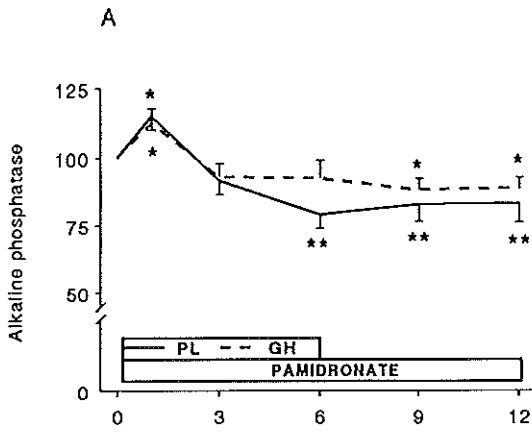 A
Alkaline phosphatase
125
*
*
100
* *
75
** ** **
50
PL GH
PAMIDRONATE
0
0 3 6 9 12